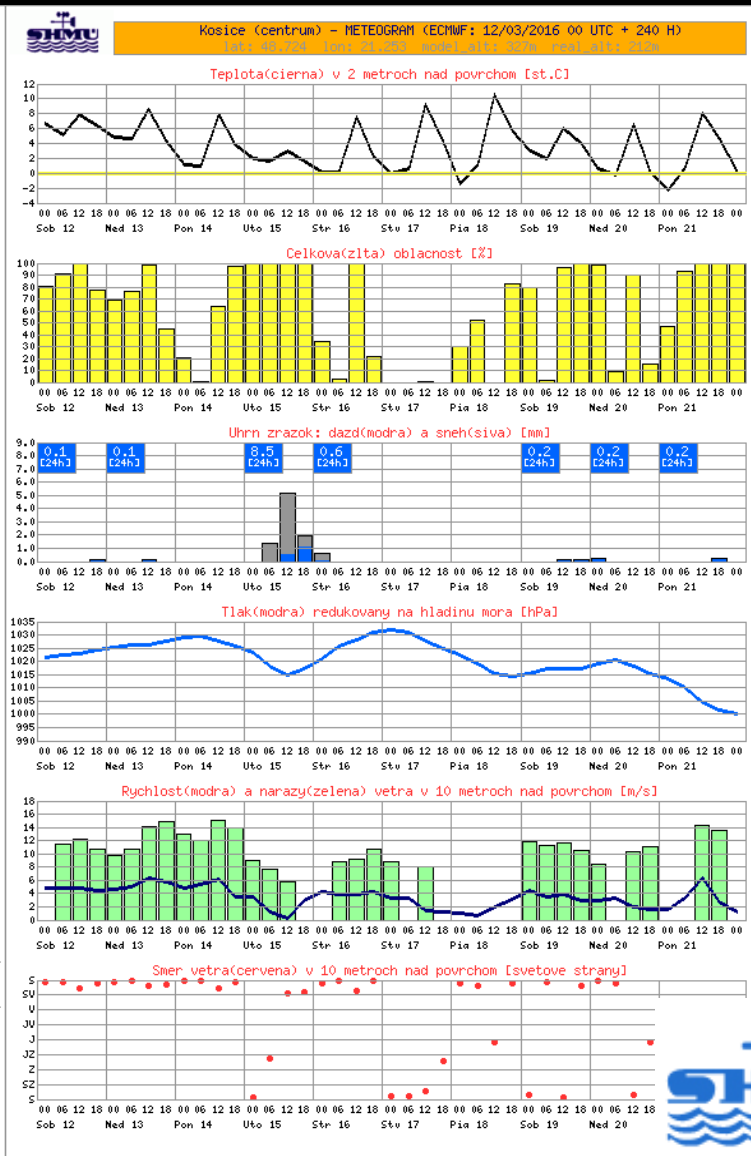 SHMU
Kosice (centrum) - METEOGRAM (ECMWF: 12/03/2016 00 UTC + 240 H)
lat: 48.724 lon: 21.253 model_alt: 327m real_alt: 212m
Teplota(cierna) v 2 metroch nad povrchom [st.C]
12
10
8
6
4
2
0
-2
-4
00 06 12 18 00 06 12 18 00 06 12 18 00 06 12 18 00 06 12 18 00 06 12 18 00 06 12 18 00 06 12 18 00 06 12 18 00 06 12 18 00
Sob 12 Ned 13 Pon 14 Uto 15 Str 16 Stv 17 Pia 18 Sob 19 Ned 20 Pon 21
Celkova(zlta) oblacnost [%]
100
90
80
70
60
50
40
30
20
10
0
00 06 12 18 00 06 12 18 00 06 12 18 00 06 12 18 00 06 12 18 00 06 12 18 00 06 12 18 00 06 12 18 00 06 12 18 00 06 12 18 00
Sob 12 Ned 13 Pon 14 Uto 15 Str 16 Stv 17 Pia 18 Sob 19 Ned 20 Pon 21
Uhrn zrazok: dazd(modra) a sneh(siva) [mm]
9.0
8.0
7.0
6.0
5.0
4.0
3.0
2.0
1.0
0.0
0.1 0.1 8.5 0.6 0.2 0.2 0.2
[24h] [24h] [24h] [24h] [24h] [24h] [24h]
00 06 12 18 00 06 12 18 00 06 12 18 00 06 12 18 00 06 12 18 00 06 12 18 00 06 12 18 00 06 12 18 00 06 12 18 00 06 12 18 00
Sob 12 Ned 13 Pon 14 Uto 15 Str 16 Stv 17 Pia 18 Sob 19 Ned 20 Pon 21
Tlak(modra) redukovany na hladinu mora [hPa]
1035
1030
1025
1020
1015
1010
1005
1000
995
990
00 06 12 18 00 06 12 18 00 06 12 18 00 06 12 18 00 06 12 18 00 06 12 18 00 06 12 18 00 06 12 18 00 06 12 18 00 06 12 18 00
Sob 12 Ned 13 Pon 14 Uto 15 Str 16 Stv 17 Pia 18 Sob 19 Ned 20 Pon 21
Rychlost(modra) a narazy(zelena) vetra v 10 metroch nad povrchom [m/s]
18
16
14
12
10
8
6
4
2
0
00 06 12 18 00 06 12 18 00 06 12 18 00 06 12 18 00 06 12 18 00 06 12 18 00 06 12 18 00 06 12 18 00 06 12 18 00 06 12 18 00
Sob 12 Ned 13 Pon 14 Uto 15 Str 16 Stv 17 Pia 18 Sob 19 Ned 20 Pon 21
Smer vetra(cervena) v 10 metroch nad povrchom [svetove strany]
S
SV
V
JV
J
JZ
Z
SZ
S
00 06 12 18 00 06 12 18 00 06 12 18 00 06 12 18 00 06 12 18 00 06 12 18 00 06 12 18 00 06 12 18 00 06 12 18
Sob 12 Ned 13 Pon 14 Uto 15 Str 16 Stv 17 Pia 18 Sob 19 Ned 20